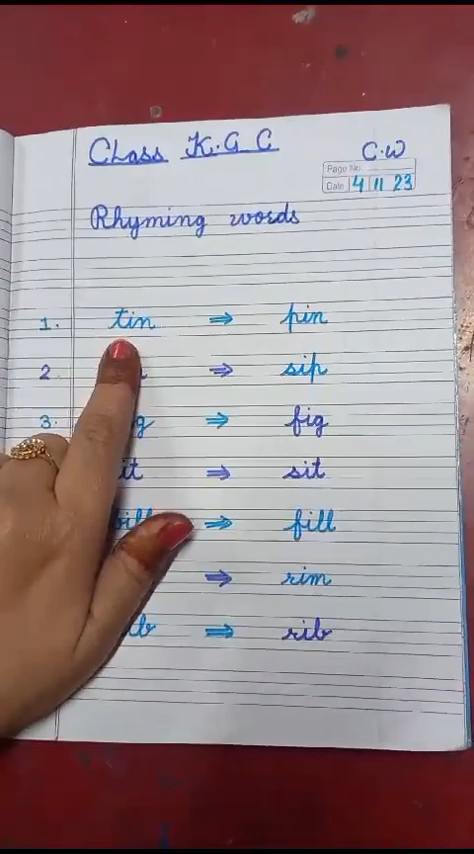 Class K.G C
C.W
Page No.
Date 4 11 23
Rhyming words
1. tin ⇒ pin
2 ⇒ sip
3. ⇒ fig
⇒ sit
bill ⇒ fill
⇒ rim
⇒ rib